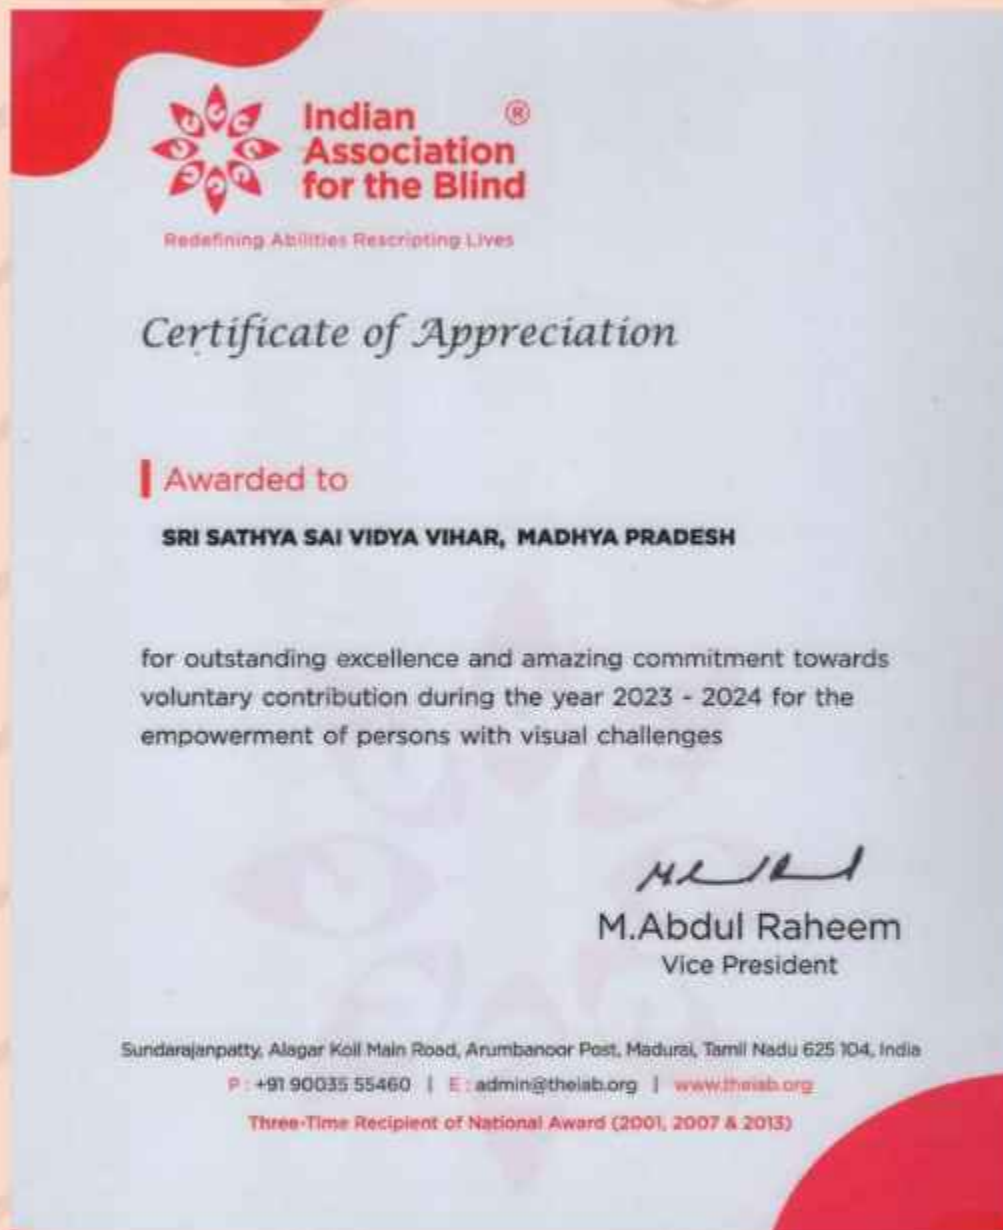 Indian ®
Association
for the Blind
Redefining Abilities Rescripting Lives
Certificate of Appreciation
Awarded to
SRI SATHYA SAI VIDYA VIHAR, MADHYA PRADESH
for outstanding excellence and amazing commitment towards
voluntary contribution during the year 2023 - 2024 for the
empowerment of persons with visual challenges
M.Abdul Raheem
Vice President
Sundarajanpatty, Alagar Koil Main Road, Arumbanoor Post, Madurai, Tamil Nadu 625 104, India
P : +91 90035 55460 | E : admin@theiab.org | www.theiab.org
Three-Time Recipient of National Award (2001, 2007 & 2013)